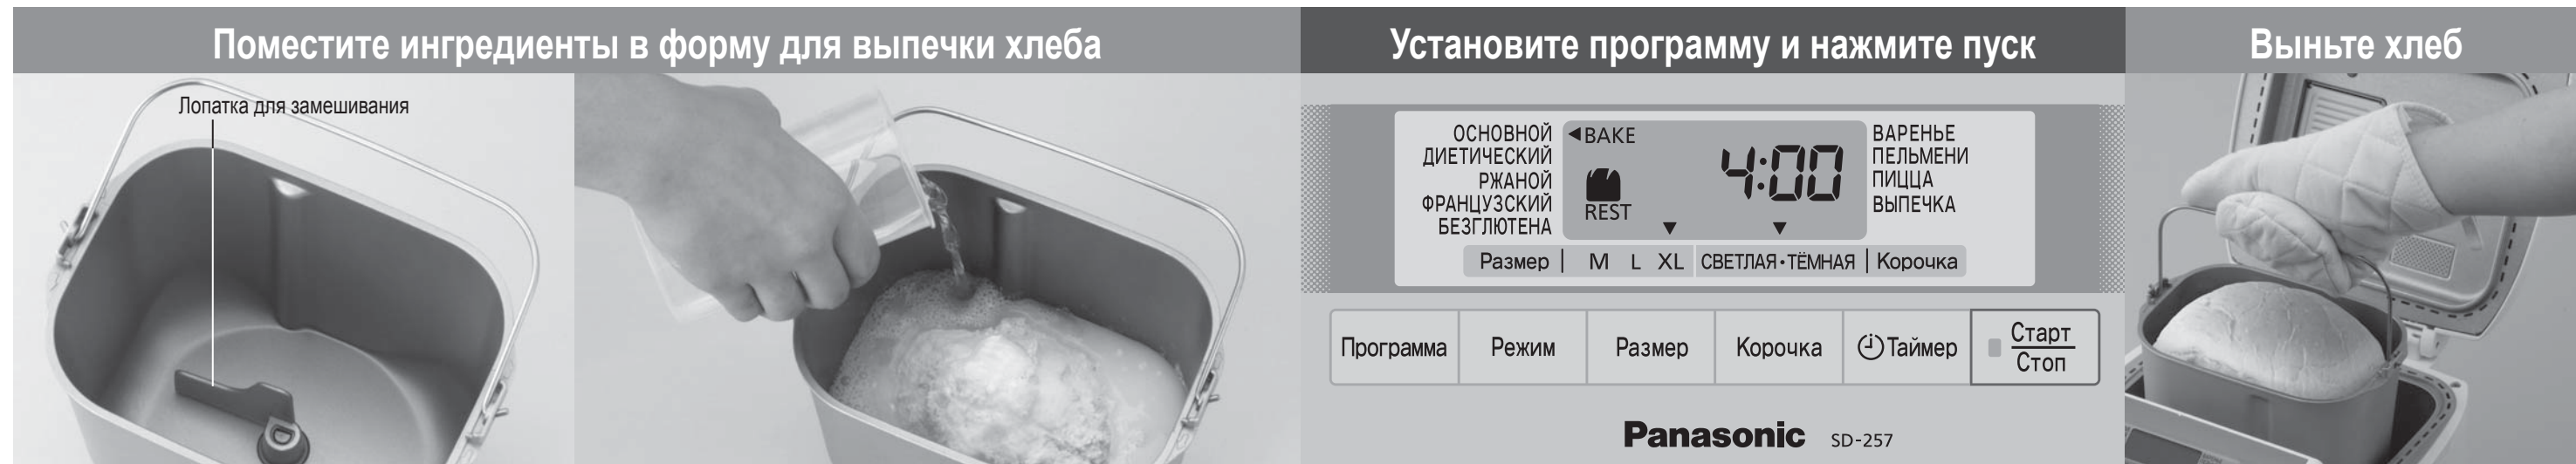 Поместите ингредиенты в форму для выпечки хлеба
Лопатка для замешивания
Установите программу и нажмите пуск
ОСНОВНОЙ
ДИЕТИЧЕСКИЙ
РЖАНОЙ
ФРАНЦУЗСКИЙ
БЕЗГЛЮТЕНА
◀BAKE
4:00
REST
▼ ▼
ВАРЕНЬЕ
ПЕЛЬМЕНИ
ПИЦЦА
ВЫПЕЧКА
Размер | M L XL СВЕТЛАЯ•ТЁМНАЯ | Корочка
Программа
Режим
Размер
Корочка
Таймер
Старт
Стоп
Panasonic SD-257
Выньте хлеб